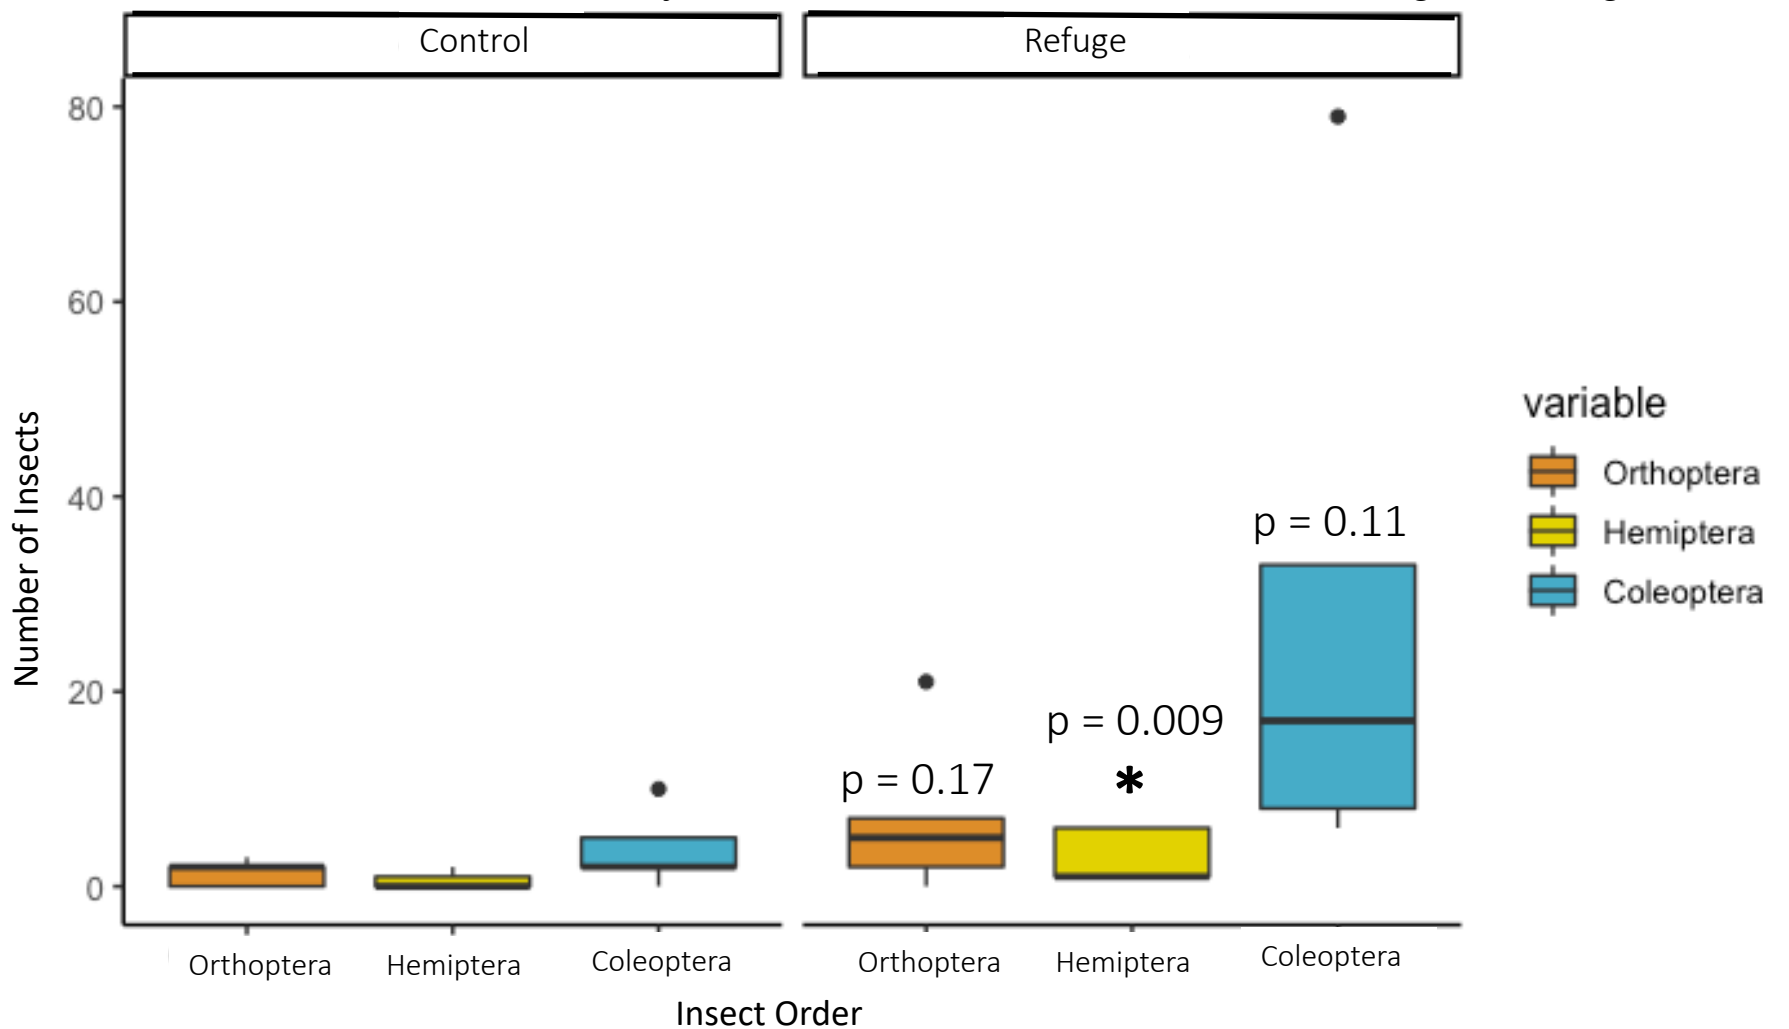 Control
Refuge
80
60
40
20
0
Number of Insects
p = 0.17
p = 0.009
*
p = 0.11
Orthoptera
Hemiptera
Coleoptera
Orthoptera
Hemiptera
Coleoptera
Insect Order
variable
Orthoptera
Hemiptera
Coleoptera